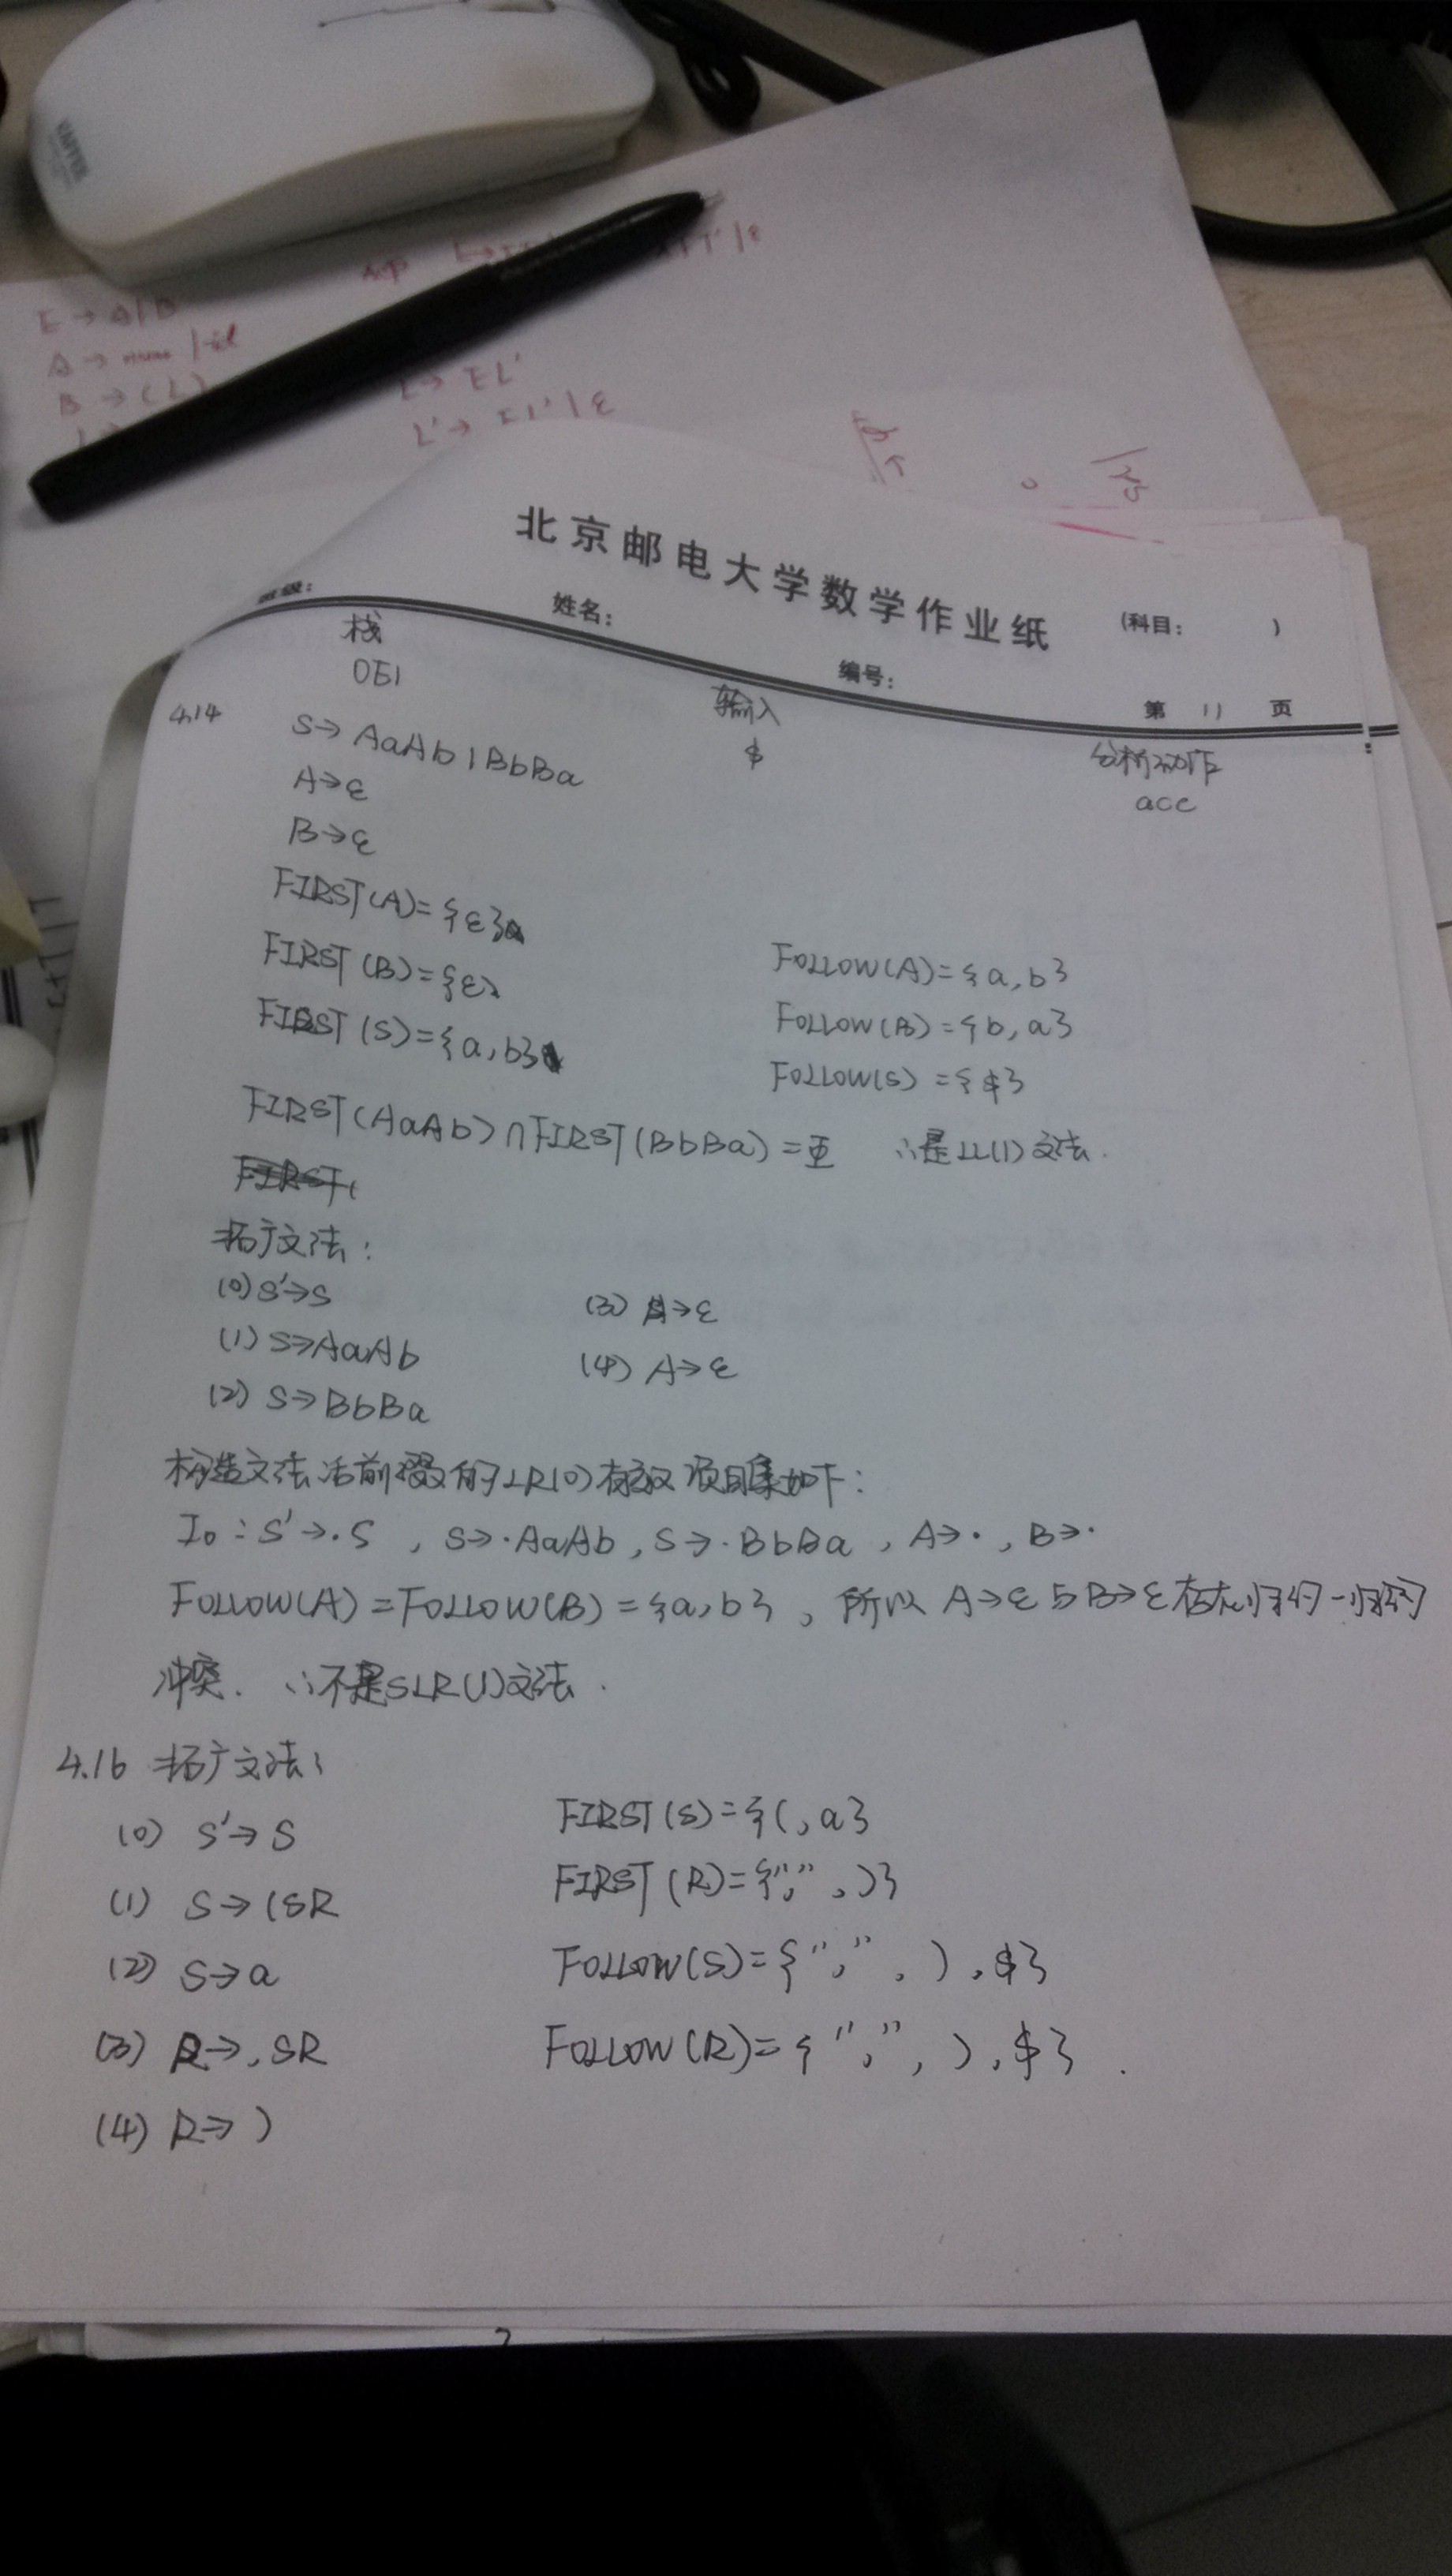 E → A | B
A → num | id
B → (L)
L → EL'
L' → EL' | ε
北京邮电大学数学作业纸
(科目: )
姓名:
编号:
第 11 页
栈 输入 分析动作
0E1 $ acc
4.14 S→AaAb|BbBa
A→ε
B→ε
FIRST(A)={ε}
FIRST(B)={ε}
FIRST(S)={a,b}
FOLLOW(A)={a,b}
FOLLOW(B)={b,a}
FOLLOW(S)={$}
FIRST(AaAb)∩FIRST(BbBa)=Φ ∴是LL(1)文法.
FIRST(
拓广文法:
(0) S'→S (3) A→ε
(1) S→AaAb (4) A→ε
(2) S→BbBa
构造文法活前缀的LR(0)有效项目集如下:
I0: S'→·S , S→·AaAb, S→·BbBa , A→· , B→·
FOLLOW(A)=FOLLOW(B)={a,b}, 所以 A→ε与B→ε存在归约-归约
冲突. ∴不是SLR(1)文法.
4.16 拓广文法:
(0) S'→S FIRST(S)={(,a}
(1) S→(SR FIRST(R)={",",)}
(2) S→a FOLLOW(S)={",",),$}
(3) R→,SR FOLLOW(R)={",",),$}.
(4) R→)